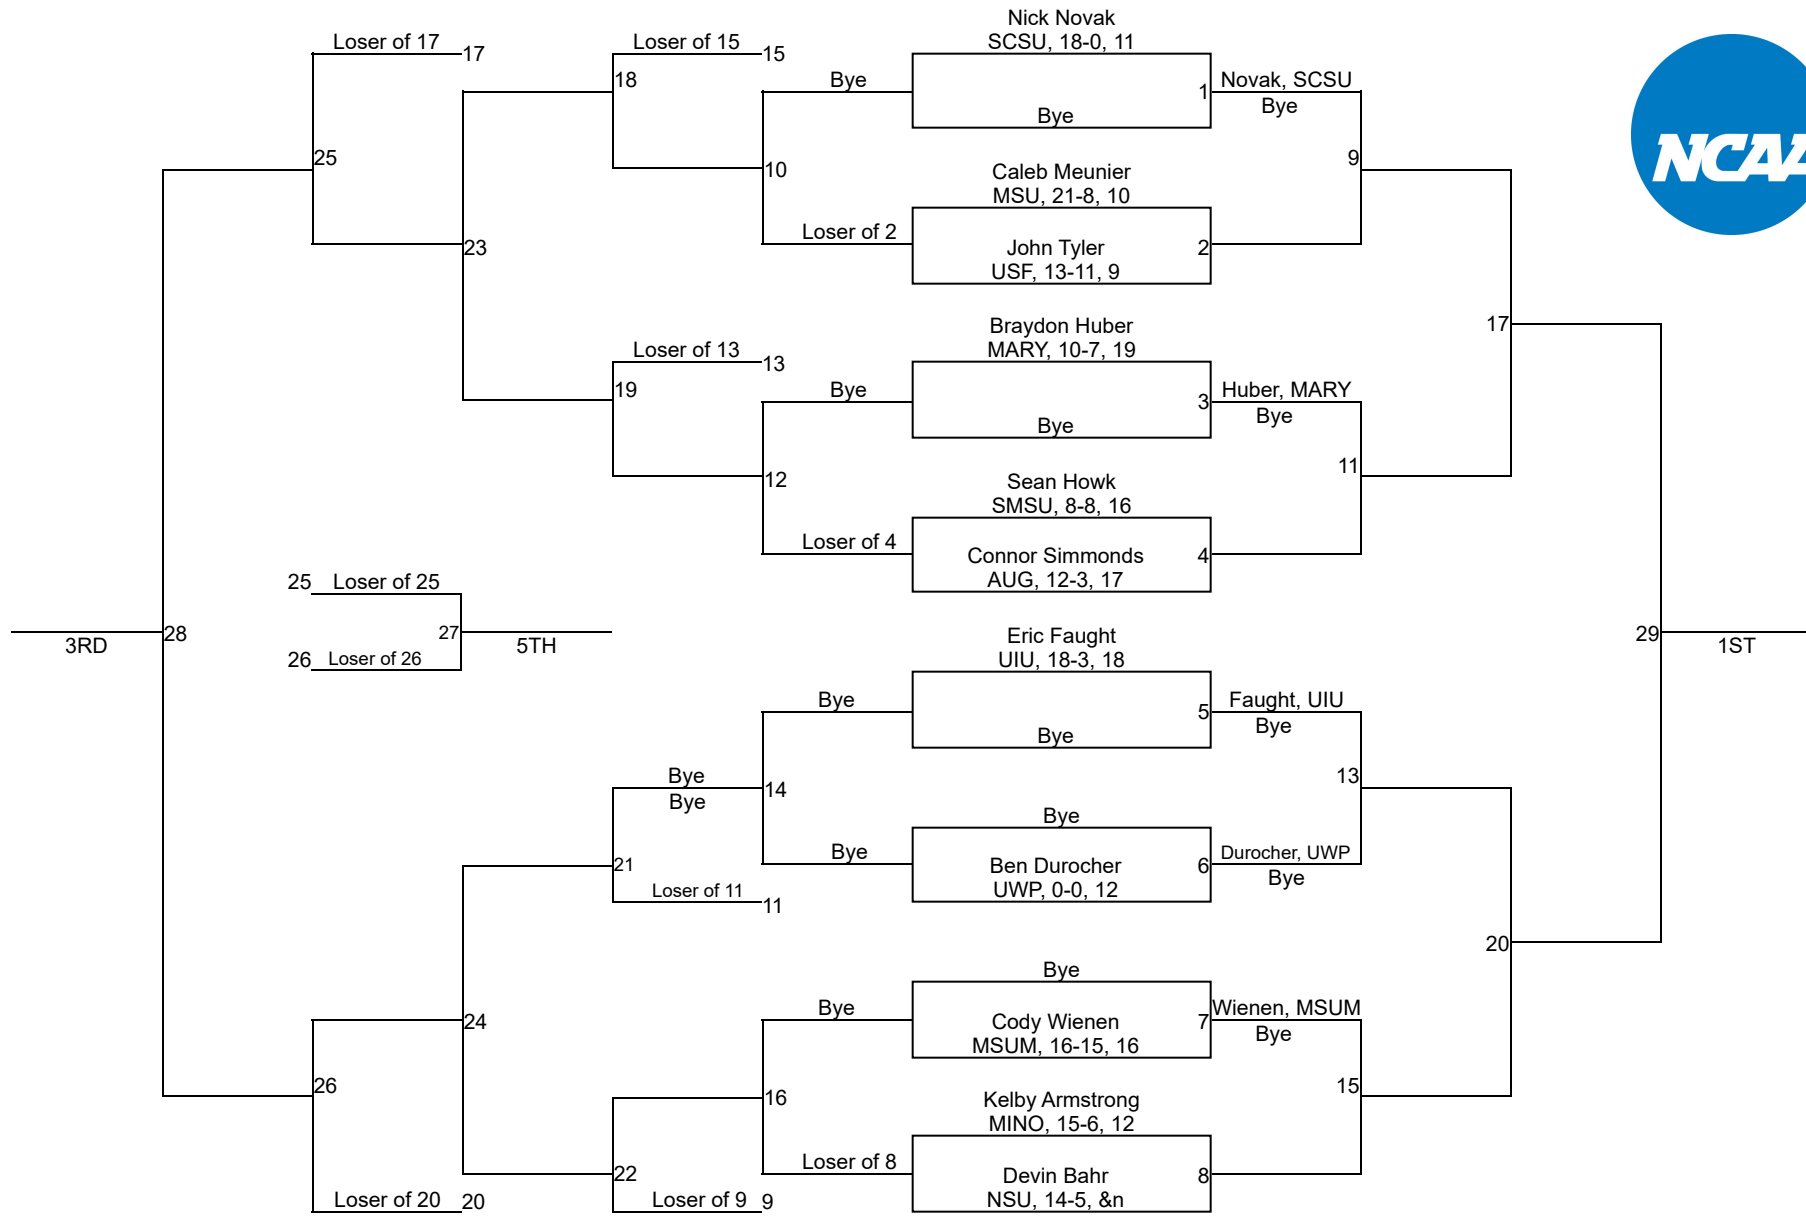 Nick Novak
SCSU, 18-0, 11
Loser of 17
17
Loser of 15
15
18
Bye
Bye
1
Novak, SCSU
Bye
NCAA
25
10
9
Caleb Meunier
MSU, 21-8, 10
Loser of 2
John Tyler
USF, 13-11, 9
2
23
Braydon Huber
MARY, 10-7, 19
17
Loser of 13
13
19
Bye
Bye
3
Huber, MARY
Bye
12
11
Sean Howk
SMSU, 8-8, 16
Loser of 4
Connor Simmonds
AUG, 12-3, 17
4
25
Loser of 25
3RD
28
26
Loser of 26
27
5TH
29
1ST
Eric Faught
UIU, 18-3, 18
Bye
Bye
5
Faught, UIU
Bye
Bye
Bye
14
13
Bye
Bye
Ben Durocher
UWP, 0-0, 12
6
Durocher, UWP
Bye
21
Loser of 11
11
20
Bye
Bye
Cody Wienen
MSUM, 16-15, 16
7
Wienen, MSUM
Bye
24
26
16
15
Kelby Armstrong
MINO, 15-6, 12
Loser of 8
Devin Bahr
NSU, 14-5, &n
8
22
Loser of 20
20
Loser of 9
9